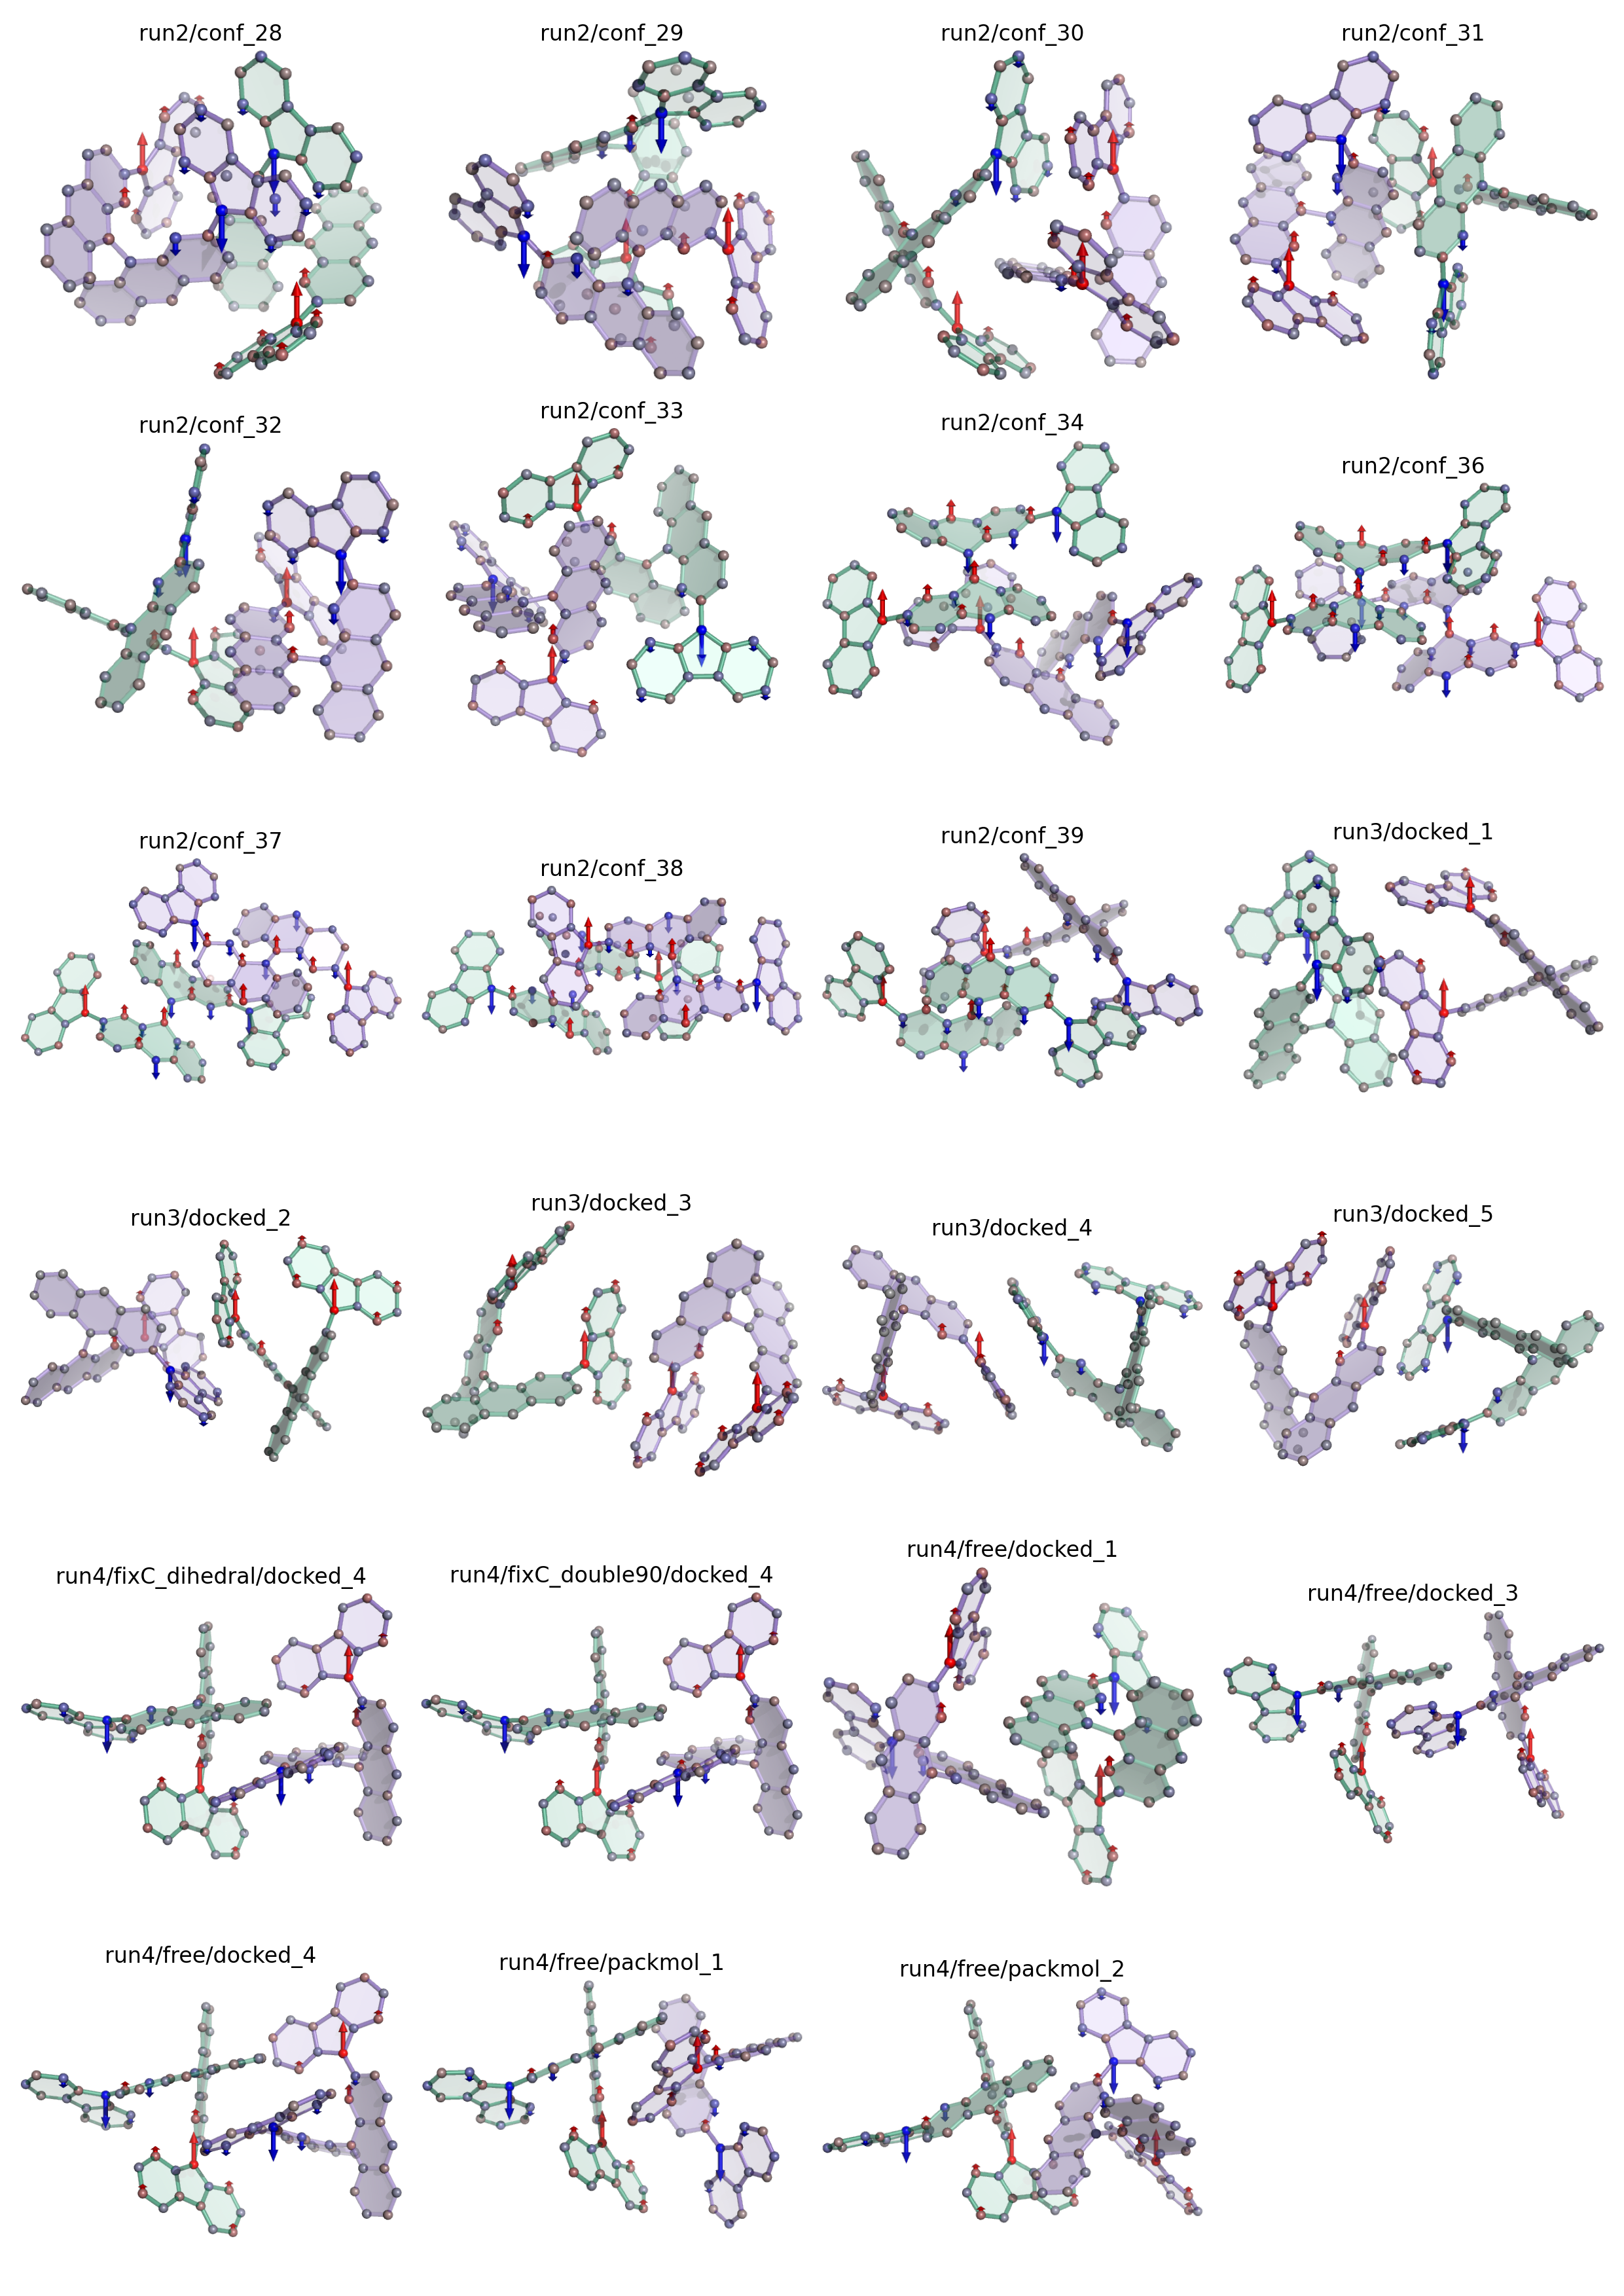 run2/conf_28
run2/conf_29
run2/conf_30
run2/conf_31
run2/conf_32
run2/conf_33
run2/conf_34
run2/conf_36
run2/conf_37
run2/conf_38
run2/conf_39
run3/docked_1
run3/docked_2
run3/docked_3
run3/docked_4
run3/docked_5
run4/fixC_dihedral/docked_4
run4/fixC_double90/docked_4
run4/free/docked_1
run4/free/docked_3
run4/free/docked_4
run4/free/packmol_1
run4/free/packmol_2